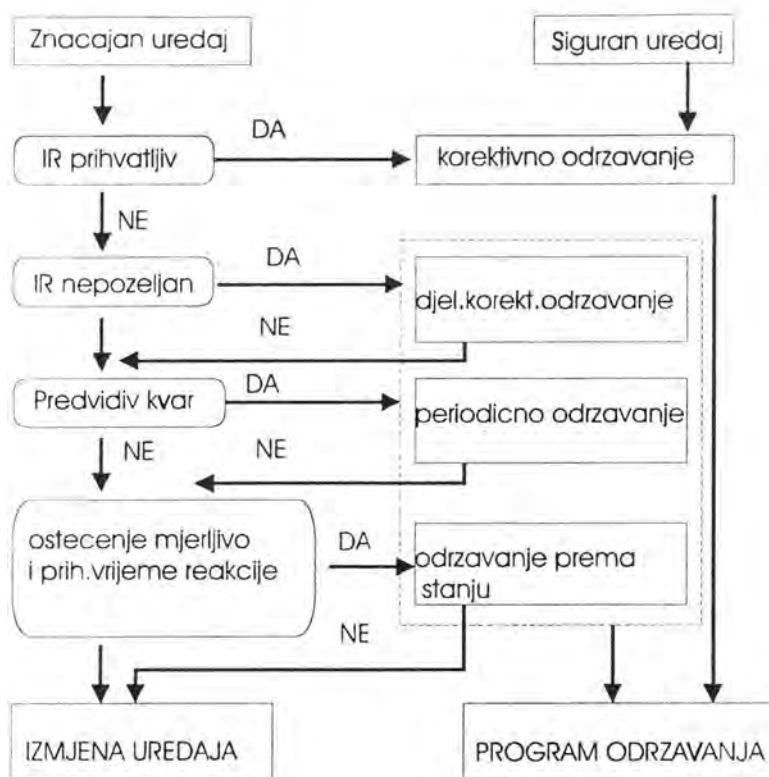 Znacajan uredaj
Siguran uredaj
DA
IR prihvatljiv
korektivno odrzavanje
NE
DA
IR nepozeljan
djel.korekt.odrzavanje
NE
DA
Predvidiv kvar
periodicno odrzavanje
NE
NE
ostecenje mjerljivo
i prih.vrijeme reakcije
DA
odrzavanje prema
stanju
NE
IZMJENA UREDAJA
PROGRAM ODRZAVANJA